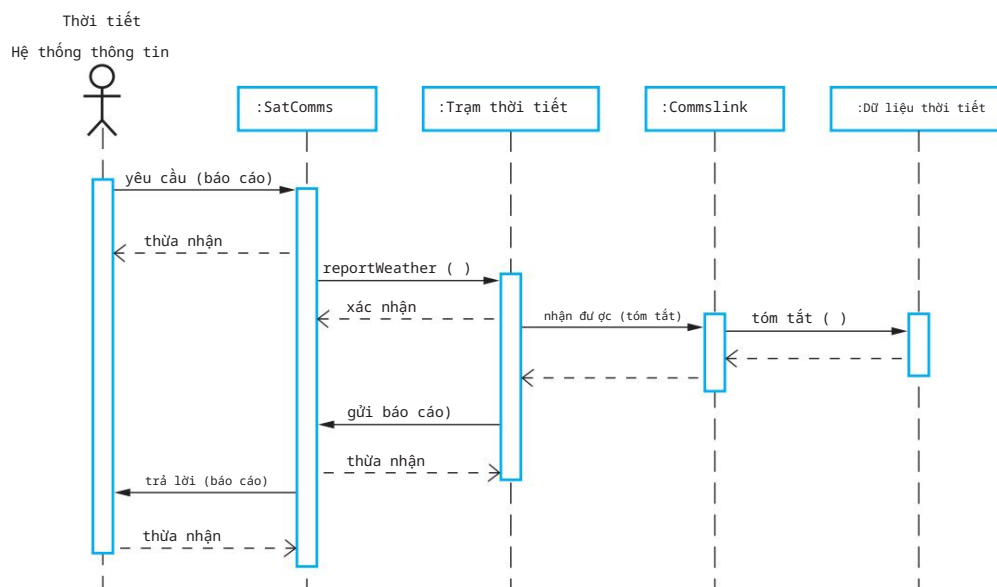 Thời tiết
Hệ thống thông tin
:SatComms
:Trạm thời tiết
:Commslink
:Dữ liệu thời tiết
yêu cầu (báo cáo)
thừa nhận
reportWeather ( )
xác nhận
nhận được (tóm tắt)
tóm tắt ( )
gửi báo cáo)
thừa nhận
trả lời (báo cáo)
thừa nhận